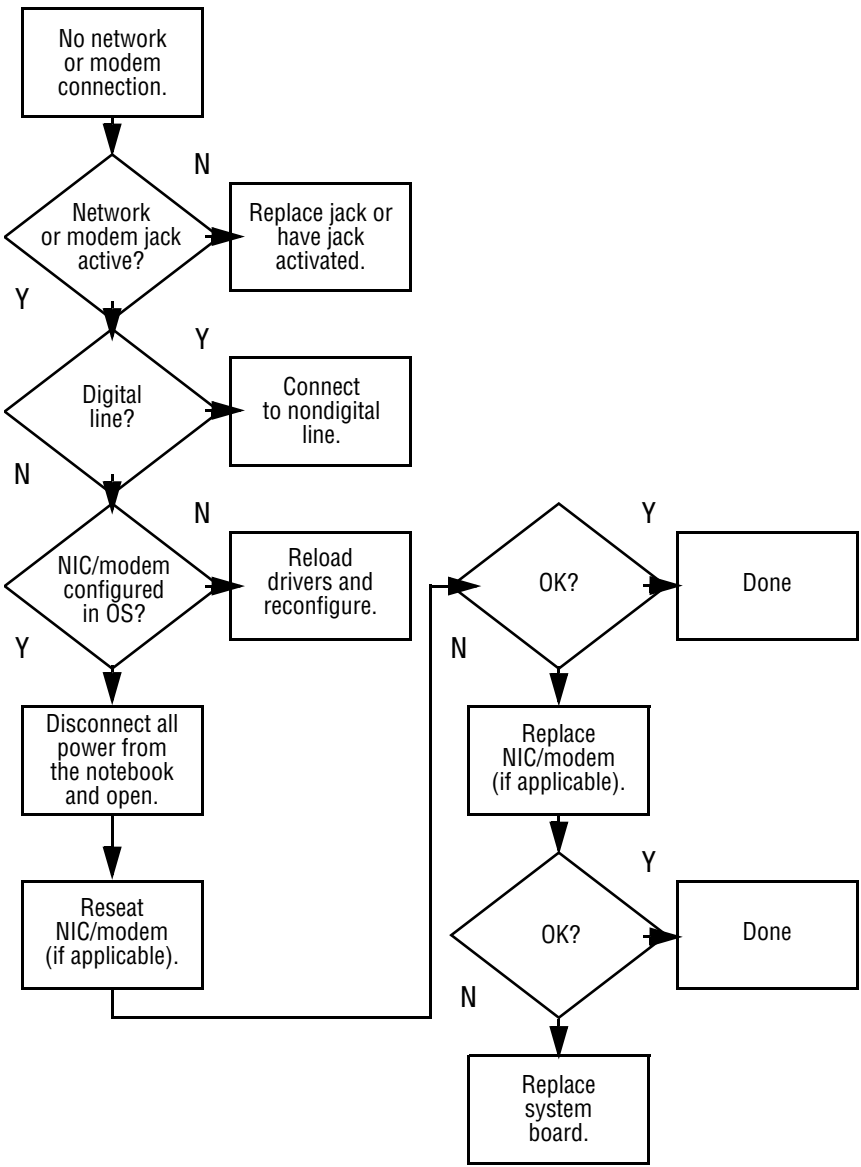 No network
or modem
connection.
N
Network
or modem jack
active?
Replace jack or
have jack
activated.
Y
Y
Digital
line?
Connect
to nondigital
line.
N
N
NIC/modem
configured
in OS?
Reload
drivers and
reconfigure.
Y
Disconnect all
power from
the notebook
and open.
Reseat
NIC/modem
(if applicable).
Y
OK?
Done
N
Replace
NIC/modem
(if applicable).
Y
OK?
Done
N
Replace
system
board.